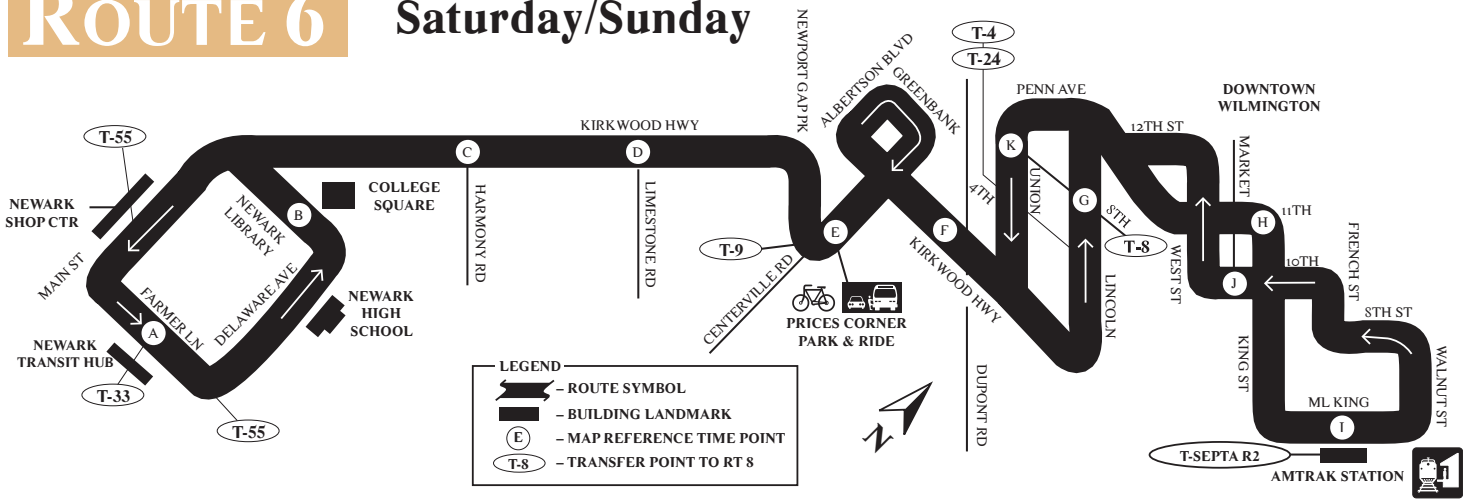 ROUTE 6
Saturday/Sunday
T-55
NEWARK
SHOP CTR
MAIN ST
FARMER LN
A
NEWARK
TRANSIT HUB
T-33
T-55
DELAWARE AVE
NEWARK
LIBRARY
B
COLLEGE
SQUARE
NEWARK
HIGH
SCHOOL
KIRKWOOD HWY
C
HARMONY RD
D
LIMESTONE RD
NEWPORT GAP PK
ALBERTSON BLVD
GREENBANK
T-9
CENTERVILLE RD
E
PRICES CORNER
PARK & RIDE
F
KIRKWOOD HWY
DUPONT RD
T-4
T-24
4TH
PENN AVE
K
UNION
G
8TH
T-8
LINCOLN
12TH ST
DOWNTOWN
WILMINGTON
MARKET
WEST ST
H
11TH
J
10TH
FRENCH ST
8TH ST
WALNUT ST
KING ST
ML KING
I
T-SEPTA R2
AMTRAK STATION
N
LEGEND
– ROUTE SYMBOL
– BUILDING LANDMARK
E – MAP REFERENCE TIME POINT
T-8 – TRANSFER POINT TO RT 8